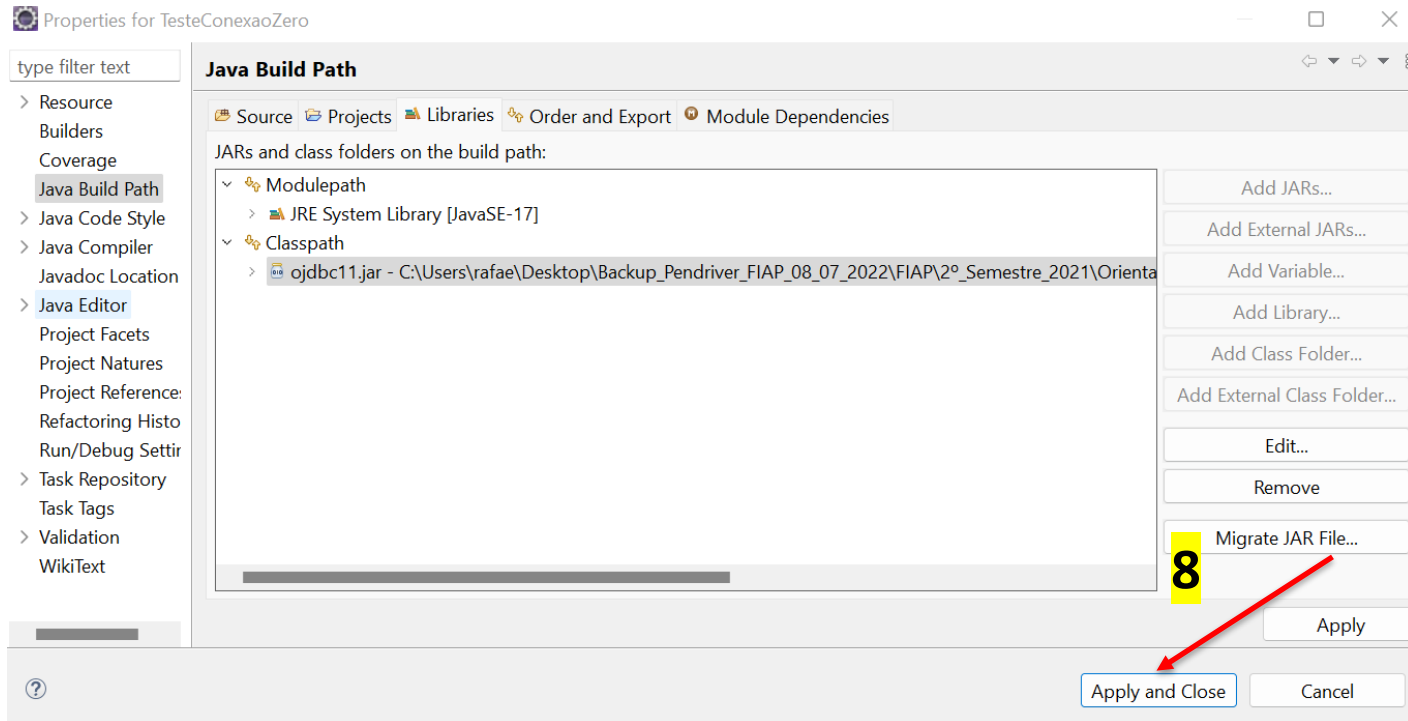 Properties for TesteConexaoZero
type filter text
Resource
Builders
Coverage
Java Build Path
Java Code Style
Java Compiler
Javadoc Location
Java Editor
Project Facets
Project Natures
Project Reference
Refactoring Histo
Run/Debug Settin
Task Repository
Task Tags
Validation
WikiText
Java Build Path
Source Projects Libraries Order and Export Module Dependencies
JARs and class folders on the build path:
Modulepath
JRE System Library [JavaSE-17]
Classpath
ojdbc11.jar - C:\Users\rafae\Desktop\Backup_Pendriver_FIAP_08_07_2022\FIAP\2º_Semestre_2021\Orienta
Add JARs...
Add External JARs...
Add Variable...
Add Library...
Add Class Folder...
Add External Class Folder...
Edit...
Remove
Migrate JAR File...
8
Apply
Apply and Close
Cancel